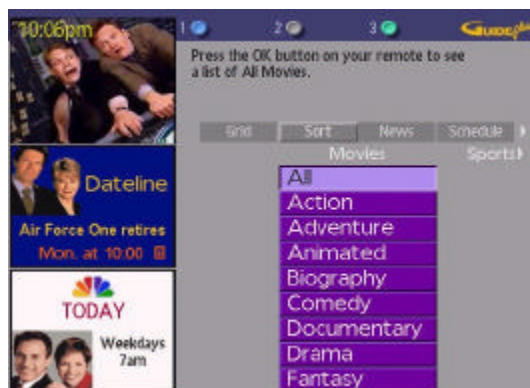 10:06pm
1 2 3 GUIDE plus
Press the OK button on your remote to see
a list of All Movies.
Grid Sort News Schedule
Movies Sports
All
Action
Adventure
Animated
Biography
Comedy
Documentary
Drama
Fantasy
Dateline
Air Force One retires
Mon. at 10:00
TODAY
Weekdays
7am